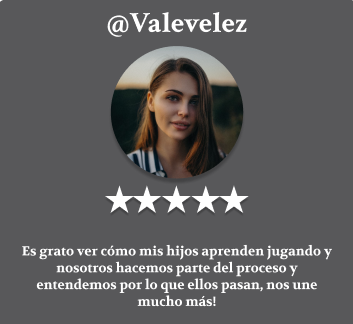 @Valevelez
Es grato ver cómo mis hijos aprenden jugando y
nosotros hacemos parte del proceso y
entendemos por lo que ellos pasan, nos une
mucho más!